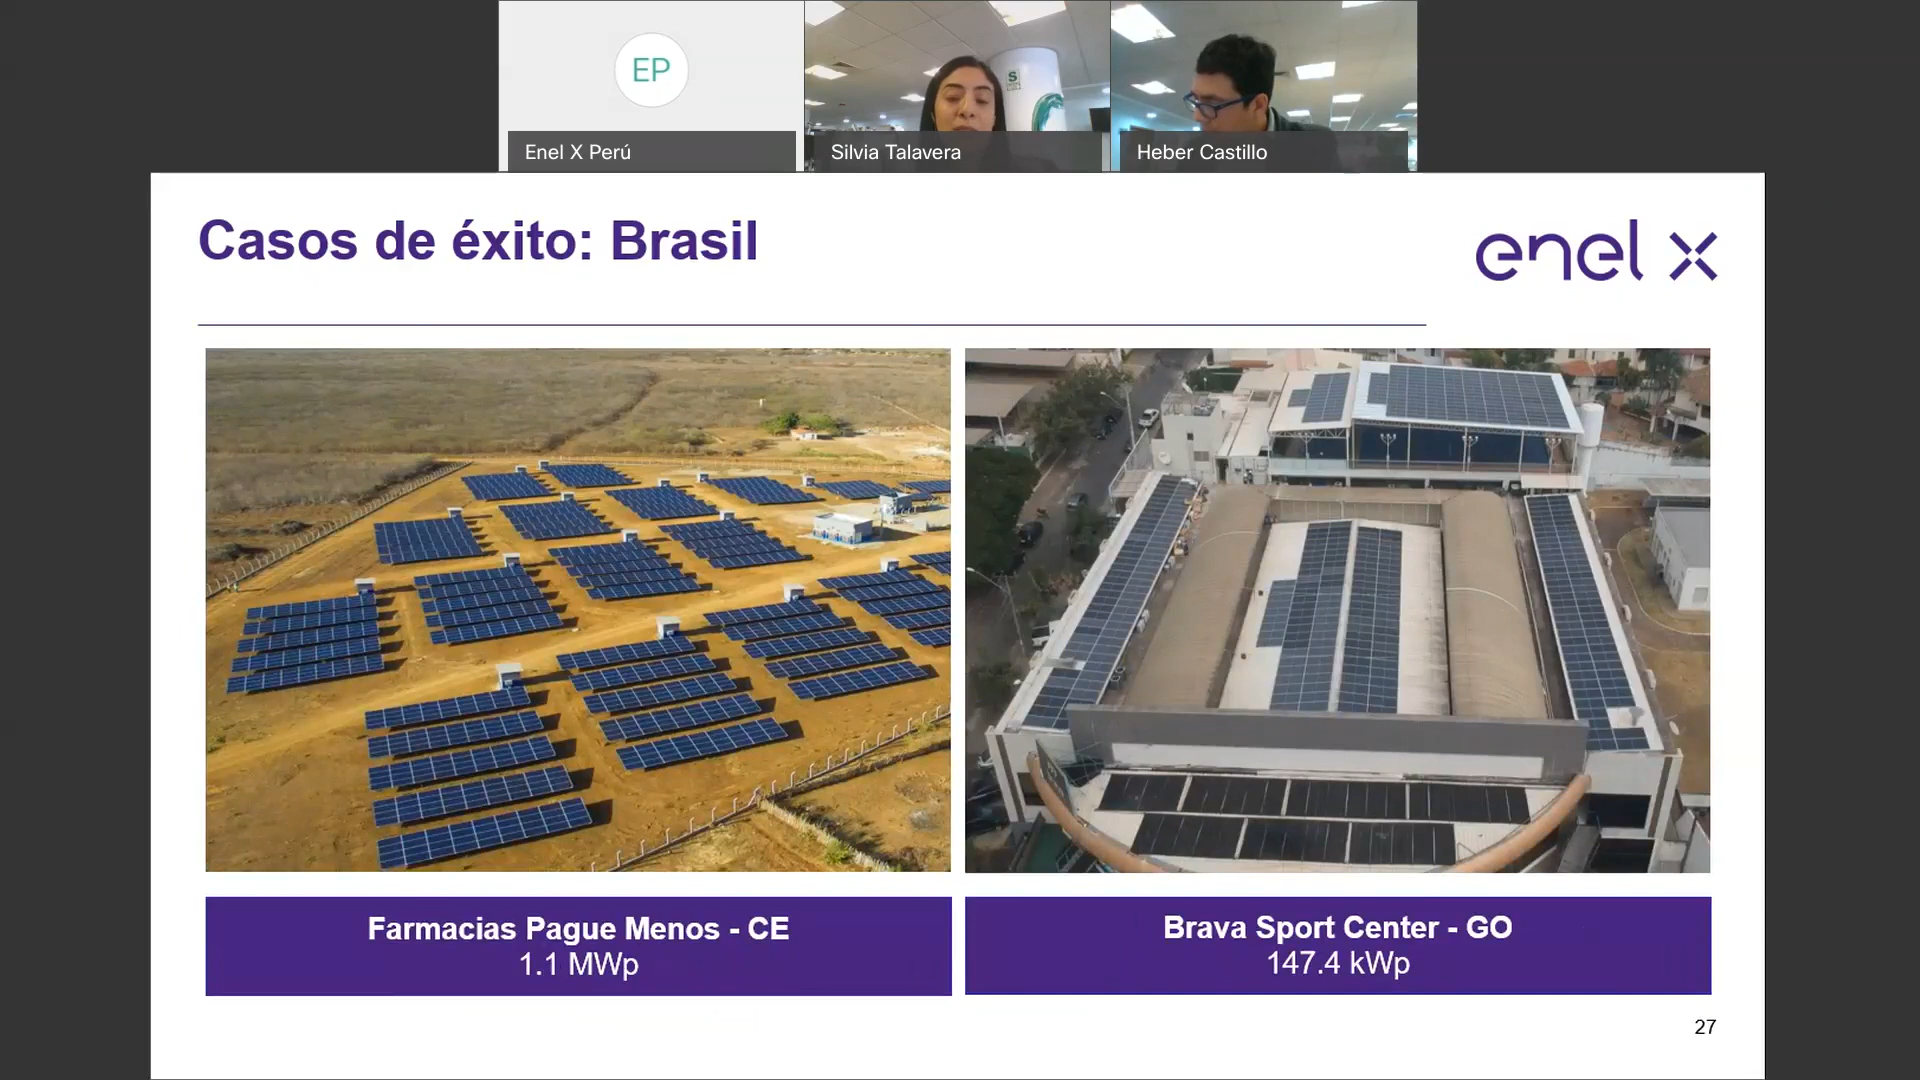 EP
Enel X Perú
Silvia Talavera
Heber Castillo
Casos de éxito: Brasil
enel x
Farmacias Pague Menos - CE
1.1 MWp
Brava Sport Center - GO
147.4 kWp
27